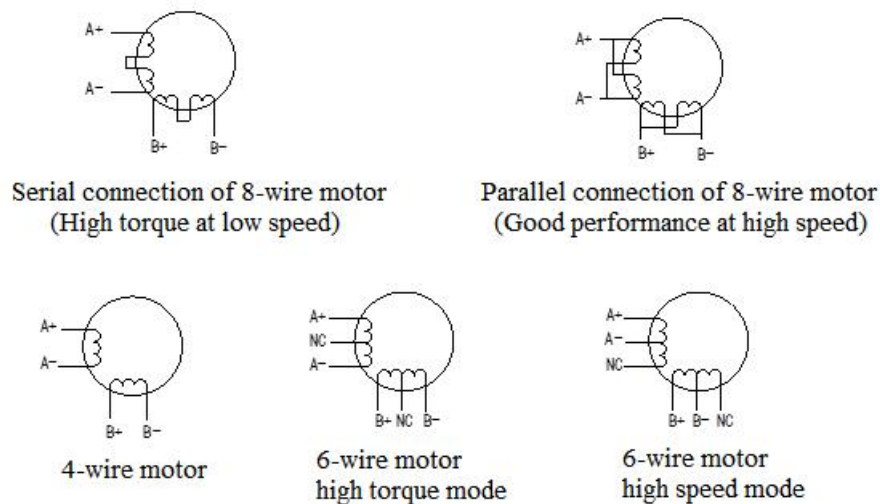 A+
A-
B+ B-
Serial connection of 8-wire motor
(High torque at low speed)
A+
A-
B+ B-
Parallel connection of 8-wire motor
(Good performance at high speed)
A+
A-
B+ B-
4-wire motor
A+
NC
A-
B+ NC B-
6-wire motor
high torque mode
A+
A-
NC
B+ B- NC
6-wire motor
high speed mode